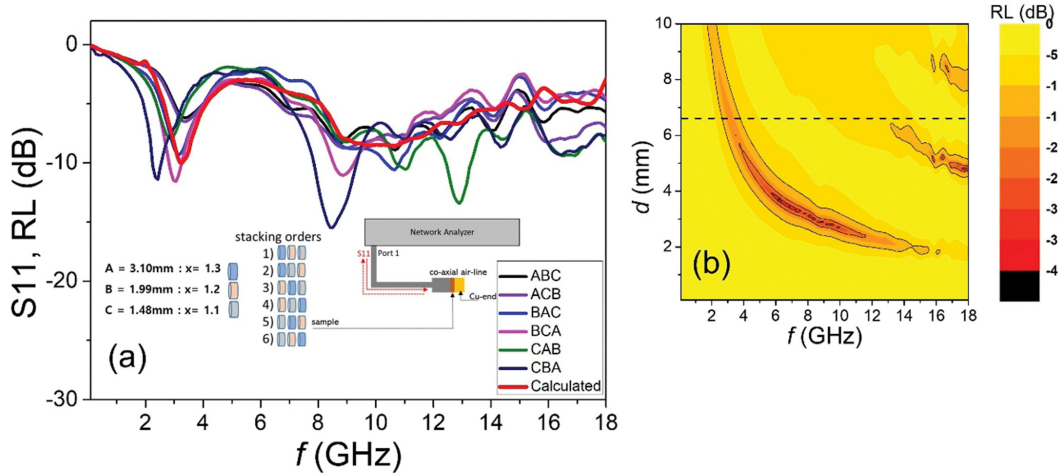 S11, RL (dB)
0
-10
-20
-30
2 4 6 8 10 12 14 16 18
f (GHz)
(a)
stacking orders
1)
2)
3)
4)
5)
6)
A = 3.10mm : x= 1.3
B = 1.99mm : x= 1.2
C = 1.48mm : x= 1.1
sample
Network Analyzer
S11
Port 1
co-axial air-line
Cu-end
ABC
ACB
BAC
BCA
CAB
CBA
Calculated
d (mm)
10
8
6
4
2
2 4 6 8 10 12 14 16 18
f (GHz)
(b)
RL (dB)
0
-5
-1
-1
-2
-2
-3
-3
-4
-4